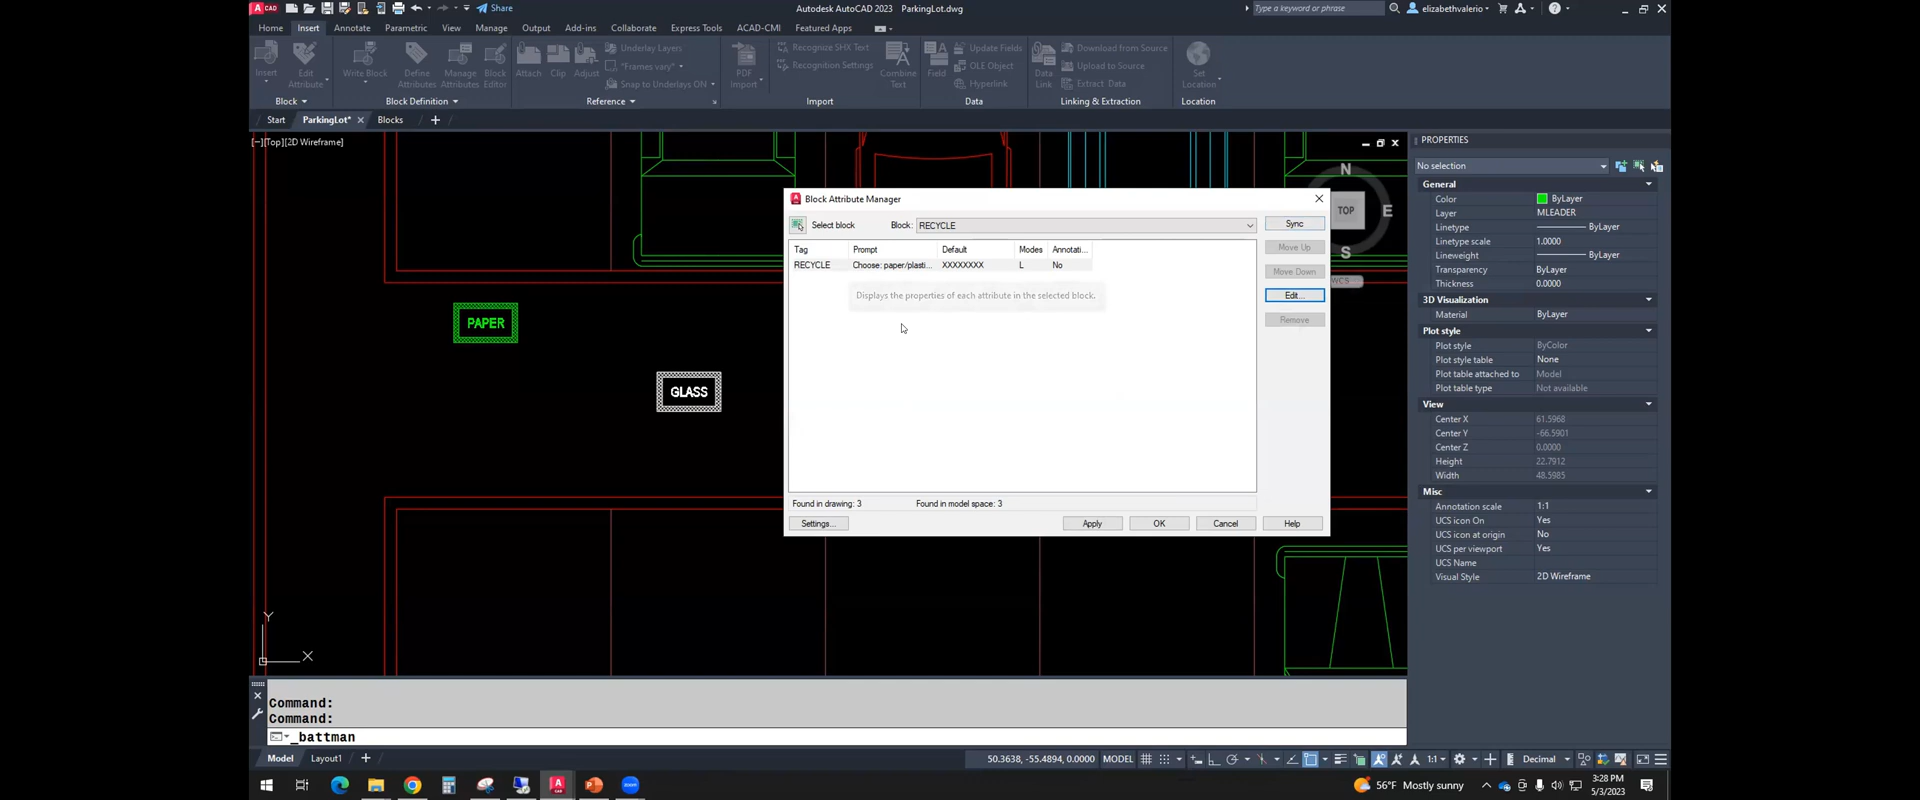 Share
Autodesk AutoCAD 2023 ParkingLot.dwg
Type a keyword or phrase
elizabethvalerio
Home Insert Annotate Parametric View Manage Output Add-ins Collaborate Express Tools ACAD-CMI Featured Apps
Insert
Edit Attribute
Write Block
Define Attributes
Manage Attributes
Block Editor
Attach
Clip
Adjust
Underlay Layers
*Frames vary*
Snap to Underlays ON
PDF Import
Recognize SHX Text
Recognition Settings
Combine Text
Field
Update Fields
OLE Object
Hyperlink
Data Link
Download from Source
Upload to Source
Extract Data
Set Location
Block Block Definition Reference Import Data Linking & Extraction Location
Start ParkingLot* Blocks
[−][Top][2D Wireframe]
N
TOP
E
S
WCS
PAPER
GLASS
Block Attribute Manager
Select block
Block: RECYCLE
Tag Prompt Default Modes Annotati...
RECYCLE Choose: paper/plasti... XXXXXXXX L No
Displays the properties of each attribute in the selected block.
Sync
Move Up
Move Down
Edit...
Remove
Found in drawing: 3 Found in model space: 3
Settings... Apply OK Cancel Help
PROPERTIES
No selection
General
Color ByLayer
Layer MLEADER
Linetype ByLayer
Linetype scale 1.0000
Lineweight ByLayer
Transparency ByLayer
Thickness 0.0000
3D Visualization
Material ByLayer
Plot style
Plot style ByColor
Plot style table None
Plot table attached to Model
Plot table type Not available
View
Center X 61.5968
Center Y -66.5901
Center Z 0.0000
Height 22.7912
Width 48.5985
Misc
Annotation scale 1:1
UCS icon On Yes
UCS icon at origin No
UCS per viewport Yes
UCS Name
Visual Style 2D Wireframe
Y
X
Command:
Command:
_battman
Model Layout1
50.3638, -55.4894, 0.0000 MODEL
1:1
Decimal
56°F Mostly sunny
3:28 PM
5/3/2023